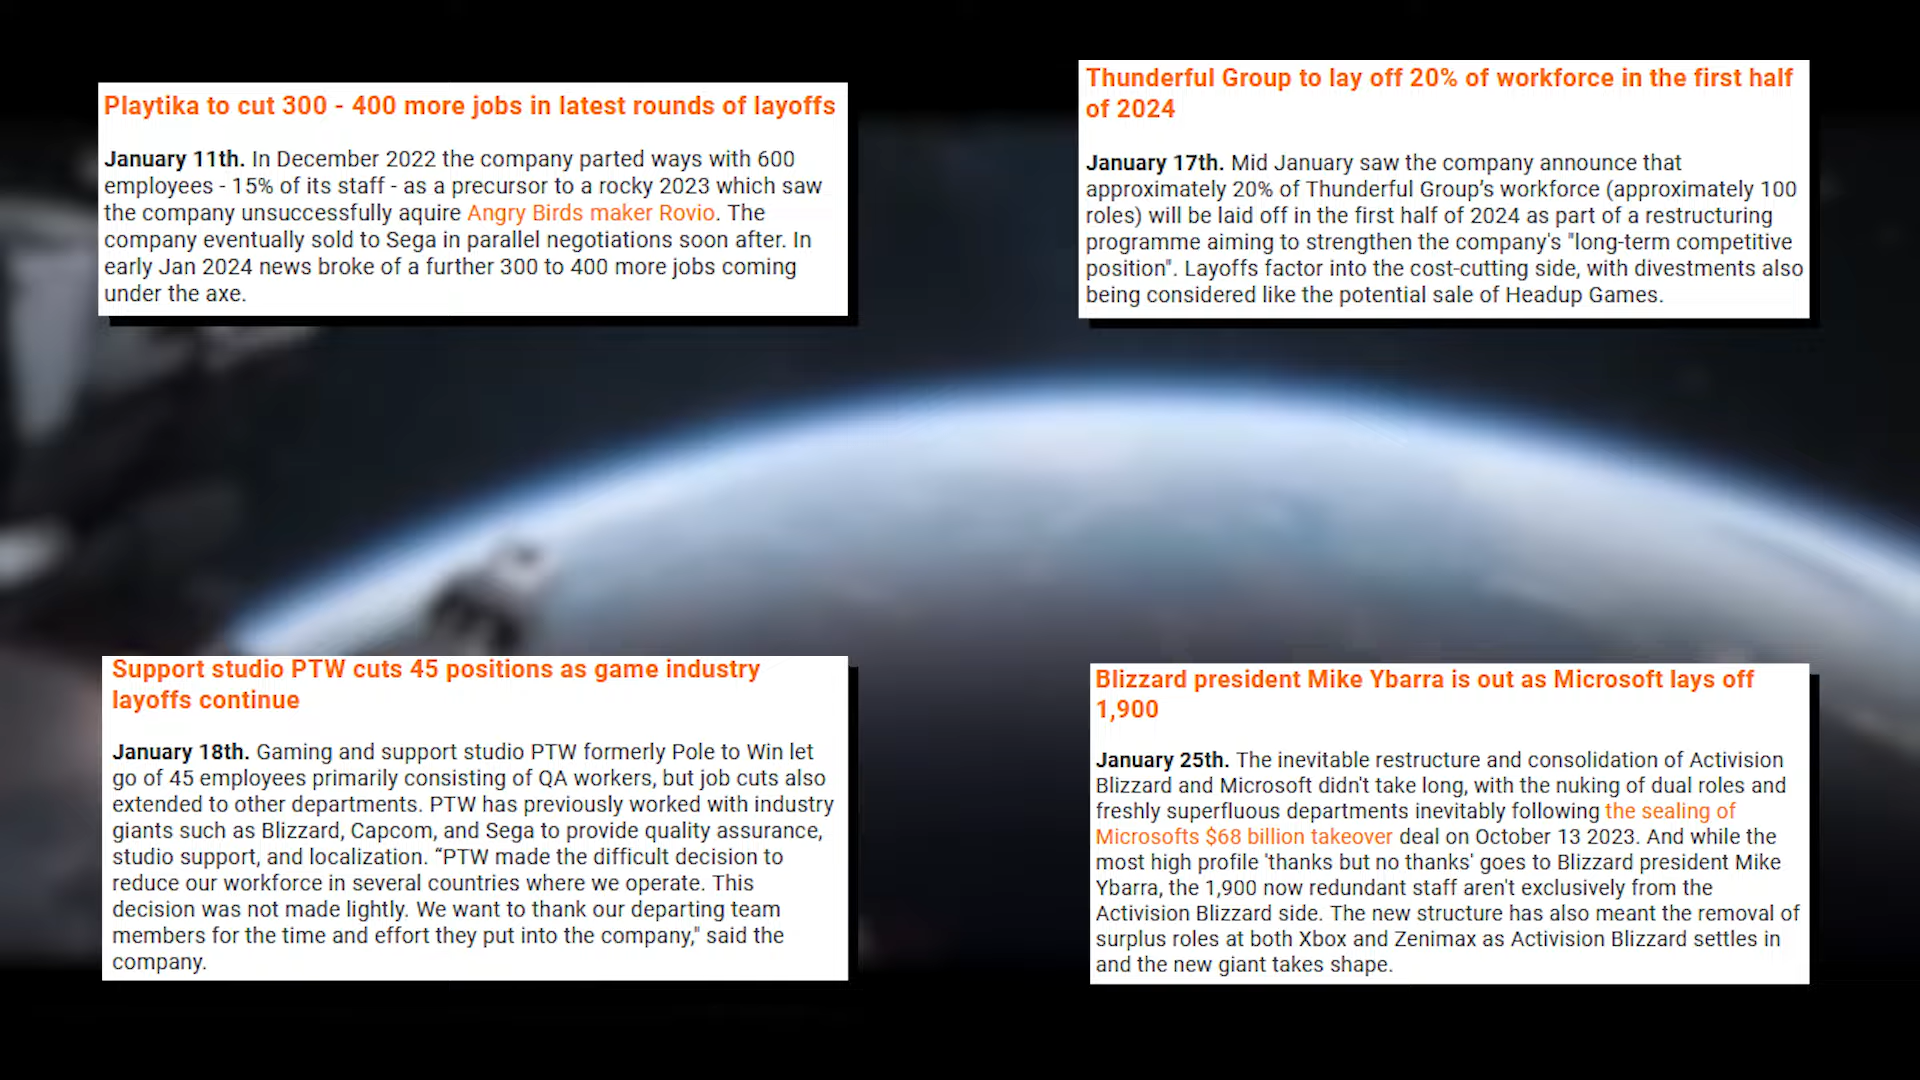 Playtika to cut 300 - 400 more jobs in latest rounds of layoffs
January 11th. In December 2022 the company parted ways with 600
employees - 15% of its staff - as a precursor to a rocky 2023 which saw
the company unsuccessfully aquire Angry Birds maker Rovio. The
company eventually sold to Sega in parallel negotiations soon after. In
early Jan 2024 news broke of a further 300 to 400 more jobs coming
under the axe.
Thunderful Group to lay off 20% of workforce in the first half
of 2024
January 17th. Mid January saw the company announce that
approximately 20% of Thunderful Group's workforce (approximately 100
roles) will be laid off in the first half of 2024 as part of a restructuring
programme aiming to strengthen the company's "long-term competitive
position". Layoffs factor into the cost-cutting side, with divestments also
being considered like the potential sale of Headup Games.
Support studio PTW cuts 45 positions as game industry
layoffs continue
January 18th. Gaming and support studio PTW formerly Pole to Win let
go of 45 employees primarily consisting of QA workers, but job cuts also
extended to other departments. PTW has previously worked with industry
giants such as Blizzard, Capcom, and Sega to provide quality assurance,
studio support, and localization. “PTW made the difficult decision to
reduce our workforce in several countries where we operate. This
decision was not made lightly. We want to thank our departing team
members for the time and effort they put into the company," said the
company.
Blizzard president Mike Ybarra is out as Microsoft lays off
1,900
January 25th. The inevitable restructure and consolidation of Activision
Blizzard and Microsoft didn't take long, with the nuking of dual roles and
freshly superfluous departments inevitably following the sealing of
Microsofts $68 billion takeover deal on October 13 2023. And while the
most high profile 'thanks but no thanks' goes to Blizzard president Mike
Ybarra, the 1,900 now redundant staff aren't exclusively from the
Activision Blizzard side. The new structure has also meant the removal of
surplus roles at both Xbox and Zenimax as Activision Blizzard settles in
and the new giant takes shape.